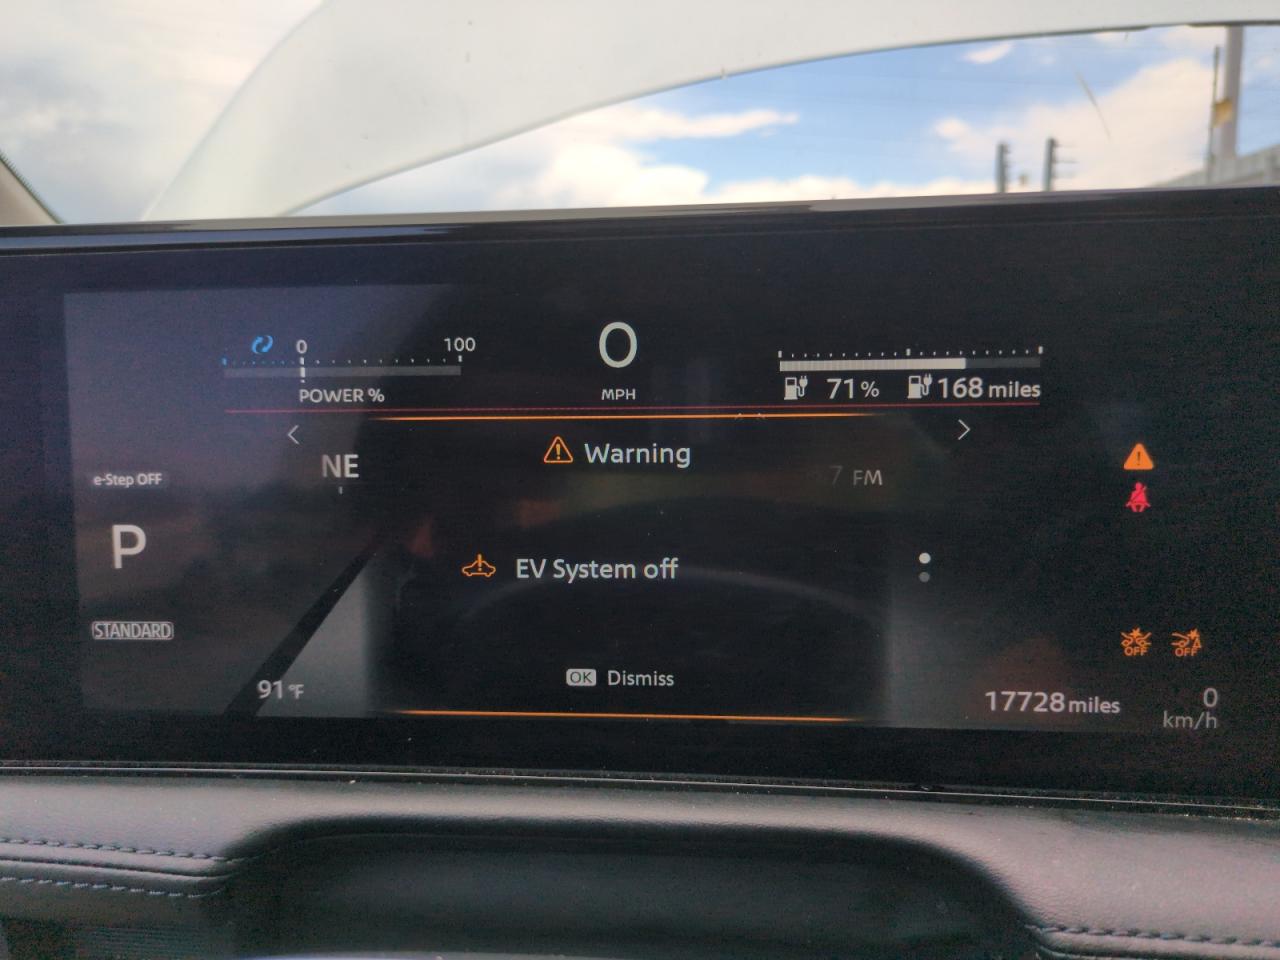 0
100
POWER %
0
MPH
71 %
168 miles
NE
Warning
7 FM
e-Step OFF
P
EV System off
STANDARD
OK Dismiss
91 °F
OFF
OFF
17728 miles
0
km/h